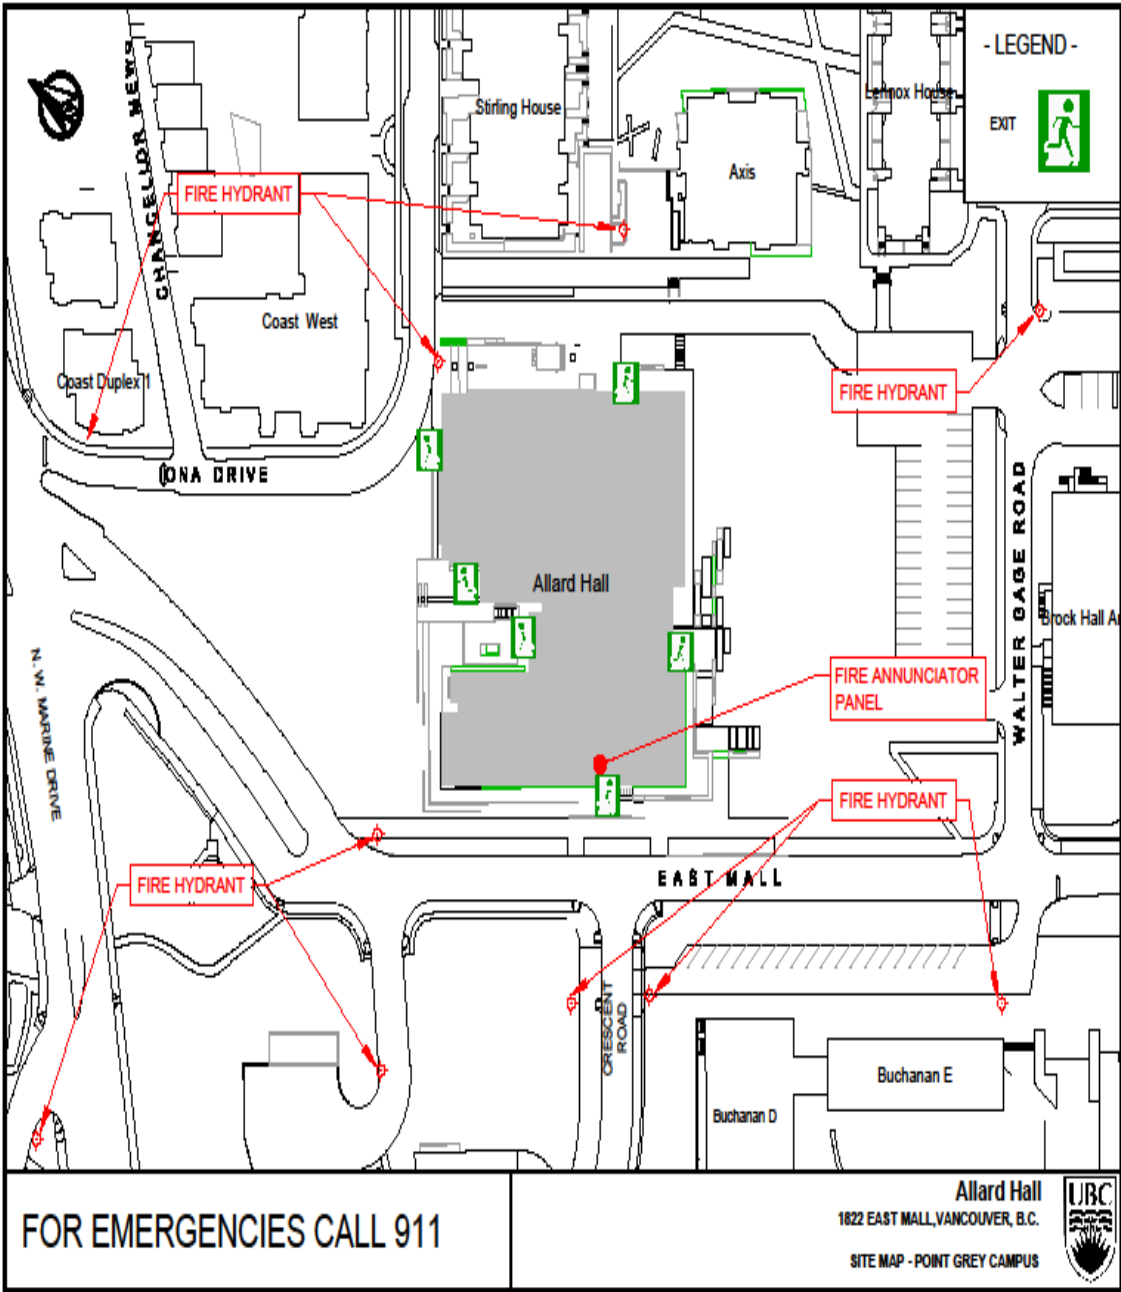 - LEGEND -
EXIT
Stirling House
Axis
Lennox House
CHANCELLOR MEWS
FIRE HYDRANT
Coast West
Coast Duplex 1
FIRE HYDRANT
IONA DRIVE
WALTER GAGE ROAD
Allard Hall
Brock Hall
N. W. MARINE DRIVE
FIRE ANNUNCIATOR
PANEL
FIRE HYDRANT
FIRE HYDRANT
EAST MALL
CRESCENT
ROAD
Buchanan E
Buchanan D
FOR EMERGENCIES CALL 911
Allard Hall
1822 EAST MALL,VANCOUVER, B.C.
SITE MAP - POINT GREY CAMPUS
UBC